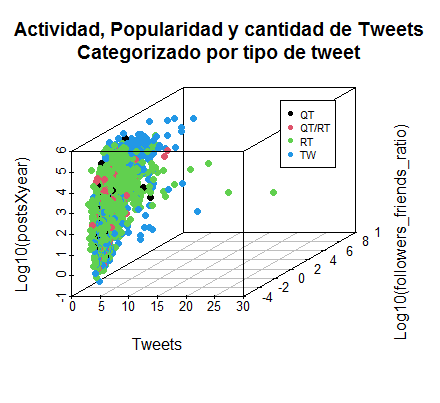 Actividad, Popularidad y cantidad de Tweets
Categorizado por tipo de tweet
QT
QT/RT
RT
TW
Log10(postsXyear)
6
5
4
3
2
1
0
-1
0 5 10 15 20 25 30
Tweets
-4 -2 0 2 4 6 8 1
Log10(followers_friends_ratio)